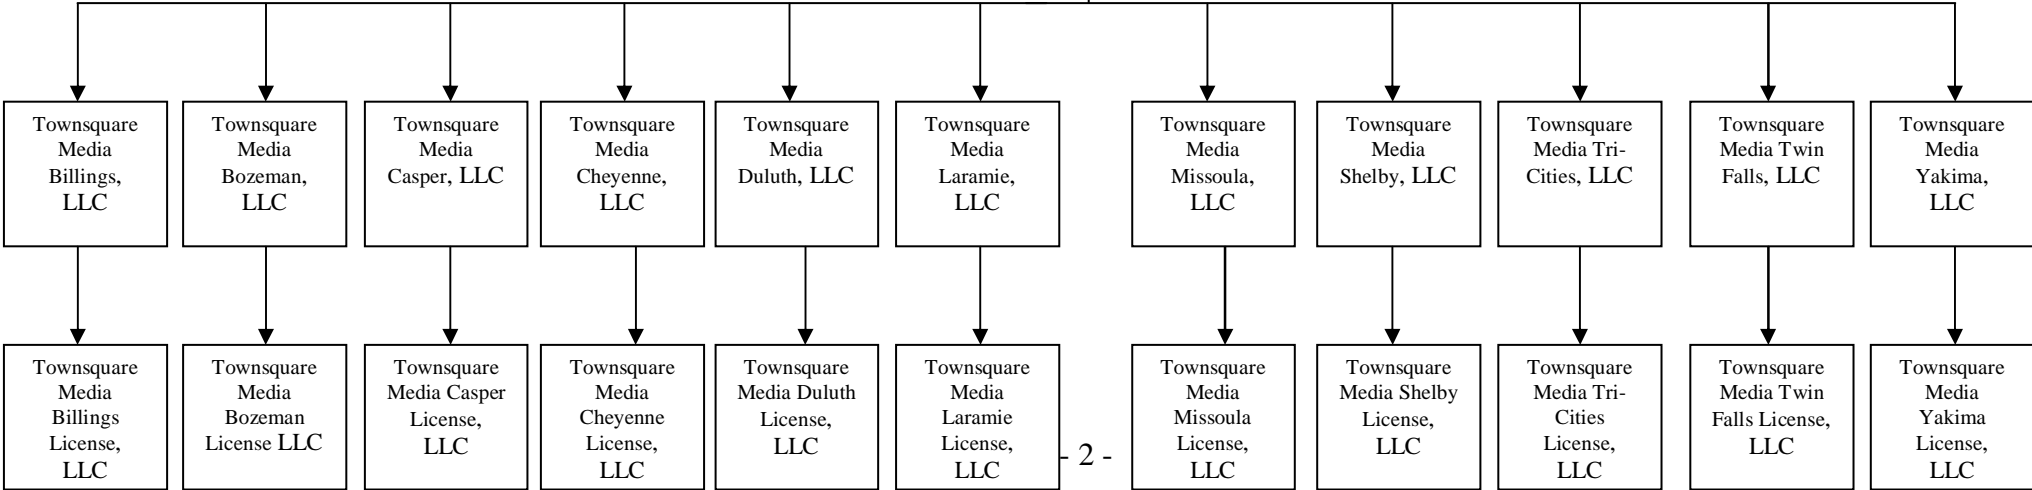 Townsquare
Media
Billings,
LLC
Townsquare
Media
Bozeman,
LLC
Townsquare
Media
Casper, LLC
Townsquare
Media
Cheyenne,
LLC
Townsquare
Media
Duluth, LLC
Townsquare
Media
Laramie,
LLC
Townsquare
Media
Missoula,
LLC
Townsquare
Media
Shelby, LLC
Townsquare
Media Tri-
Cities, LLC
Townsquare
Media Twin
Falls, LLC
Townsquare
Media
Yakima,
LLC
Townsquare
Media
Billings
License,
LLC
Townsquare
Media
Bozeman
License LLC
Townsquare
Media Casper
License,
LLC
Townsquare
Media
Cheyenne
License,
LLC
Townsquare
Media Duluth
License,
LLC
Townsquare
Media
Laramie
License,
LLC
- 2 -
Townsquare
Media
Missoula
License,
LLC
Townsquare
Media Shelby
License,
LLC
Townsquare
Media Tri-
Cities
License,
LLC
Townsquare
Media Twin
Falls License,
LLC
Townsquare
Media
Yakima
License,
LLC